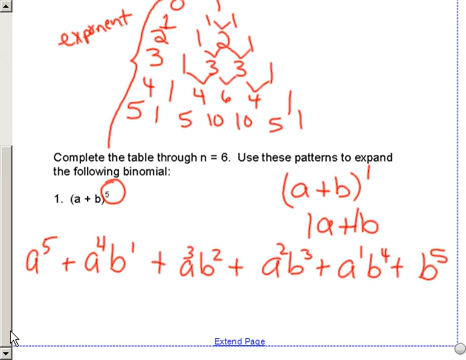 0 1
exponent
1 1 1
2 1 2 1
3 1 3 3 1
4 1 4 6 4 1
5 1 5 10 10 5 1
Complete the table through n = 6. Use these patterns to expand
the following binomial:
1. (a + b)⁵
(a+b)¹
1a+1b
a⁵ + a⁴b¹ + a³b² + a²b³ + a¹b⁴ + b⁵
Extend Page